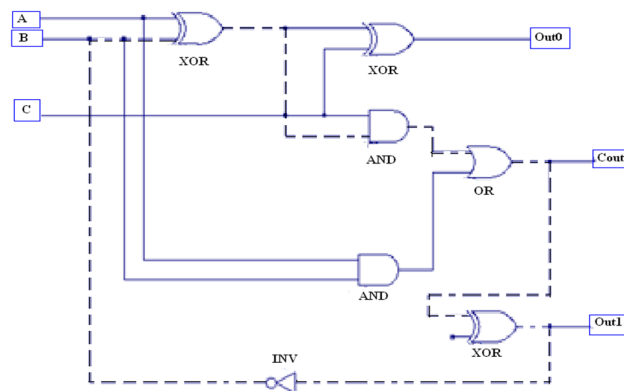 A
B
XOR
XOR
Out0
C
AND
OR
Cout
AND
XOR
Out1
INV